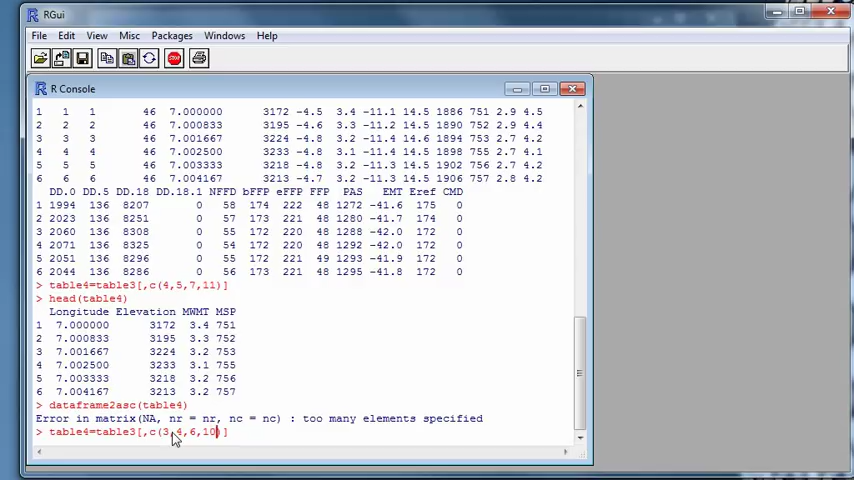 RGui
File Edit View Misc Packages Windows Help
R Console
1 1 1 46 7.000000 3172 -4.5 3.4 -11.1 14.5 1886 751 2.9 4.5
2 2 2 46 7.000833 3195 -4.6 3.3 -11.2 14.5 1890 752 2.9 4.4
3 3 3 46 7.001667 3224 -4.8 3.2 -11.4 14.6 1894 753 2.7 4.2
4 4 4 46 7.002500 3233 -4.8 3.1 -11.4 14.5 1898 755 2.7 4.1
5 5 5 46 7.003333 3218 -4.8 3.2 -11.3 14.5 1902 756 2.7 4.2
6 6 6 46 7.004167 3213 -4.7 3.2 -11.3 14.5 1906 757 2.8 4.2
DD.0 DD.5 DD.18 DD.18.1 NFFD bFFP eFFP FFP PAS EMT Eref CMD
1 1994 136 8207 0 58 174 222 48 1272 -41.6 175 0
2 2023 136 8251 0 57 173 221 48 1280 -41.7 174 0
3 2060 136 8308 0 55 172 220 48 1288 -42.0 172 0
4 2071 136 8325 0 54 172 220 48 1292 -42.0 172 0
5 2051 136 8296 0 55 172 221 49 1293 -41.9 172 0
6 2044 136 8286 0 56 173 221 48 1295 -41.8 172 0
> table4=table3[,c(4,5,7,11)]
> head(table4)
Longitude Elevation MWMT MSP
1 7.000000 3172 3.4 751
2 7.000833 3195 3.3 752
3 7.001667 3224 3.2 753
4 7.002500 3233 3.1 755
5 7.003333 3218 3.2 756
6 7.004167 3213 3.2 757
> dataframe2asc(table4)
Error in matrix(NA, nr = nr, nc = nc) : too many elements specified
> table4=table3[,c(3,4,6,10)]